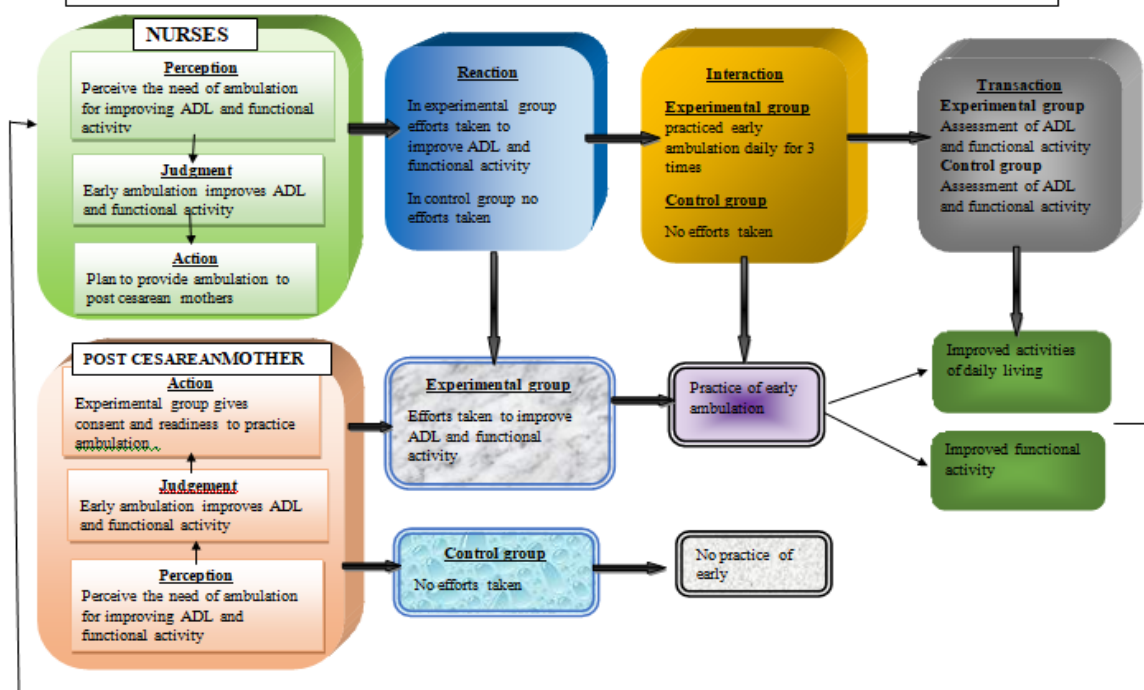 NURSES
Perception
Perceive the need of ambulation
for improving ADL and functional
activity
Judgment
Early ambulation improves ADL
and functional activity
Action
Plan to provide ambulation to
post cesarean mothers
Reaction
In experimental group
efforts taken to
improve ADL and
functional activity
In control group no
efforts taken
Interaction
Experimental group
practiced early
ambulation daily for 3
times
Control group
No efforts taken
Transaction
Experimental group
Assessment of ADL
and functional activity
Control group
Assessment of ADL
and functional activity
POST CESAREANMOTHER
Action
Experimental group gives
consent and readiness to practice
ambulation .
Judgement
Early ambulation improves ADL
and functional activity
Perception
Perceive the need of ambulation
for improving ADL and
functional activity
Experimental group
Efforts taken to improve
ADL and functional
activity
Practice of early
ambulation
Improved activities
of daily living
Improved functional
activity
Control group
No efforts taken
No practice of
early